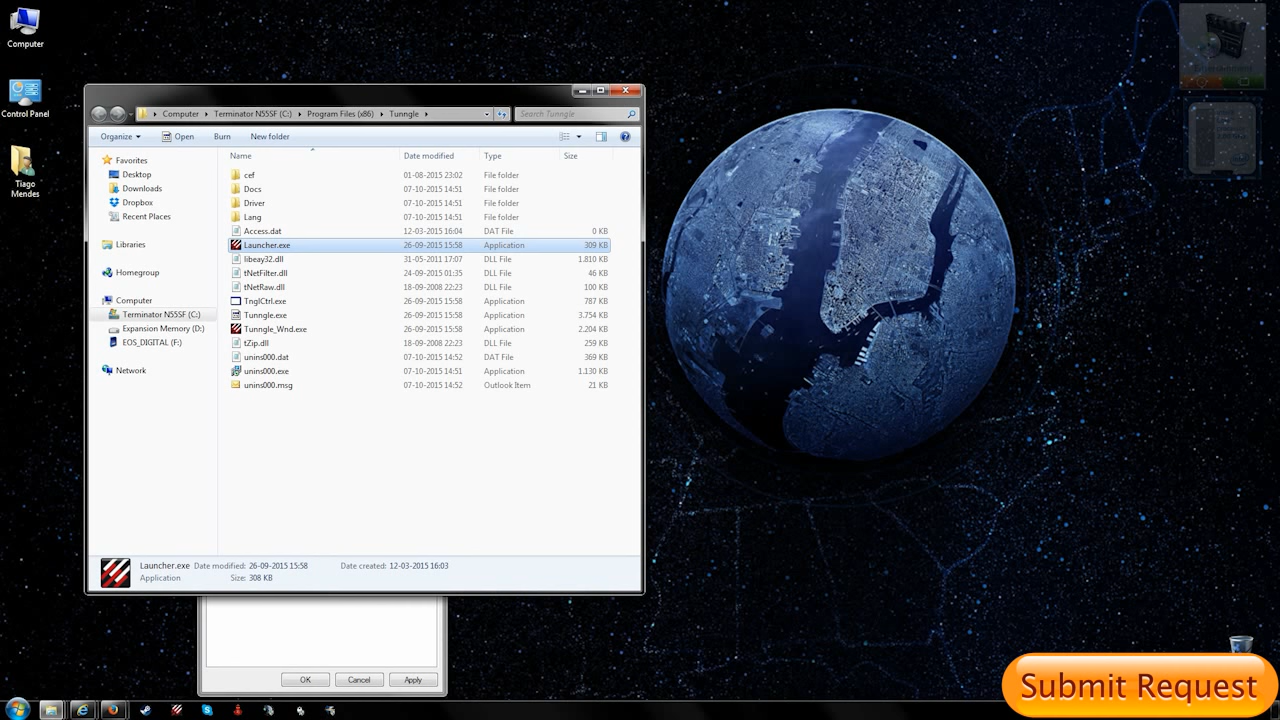 Computer
Control Panel
Tiago
Mendes
Computer
Terminator N55SF (C:)
Program Files (x86)
Tunngle
Search Tunngle
Organize
Open
Burn
New folder
Favorites
Desktop
Downloads
Dropbox
Recent Places
Libraries
Homegroup
Computer
Terminator N55SF (C:)
Expansion Memory (D:)
EOS_DIGITAL (F:)
Network
Name Date modified Type Size
cef 01-08-2015 23:02 File folder
Docs 07-10-2015 14:51 File folder
Driver 07-10-2015 14:51 File folder
Lang 07-10-2015 14:51 File folder
Access.dat 12-03-2015 16:04 DAT File 0 KB
Launcher.exe 26-09-2015 15:58 Application 309 KB
libeay32.dll 31-05-2011 17:07 DLL File 1.810 KB
tNetFilter.dll 24-09-2015 01:35 DLL File 46 KB
tNetRaw.dll 18-09-2008 22:23 DLL File 100 KB
TnglCtrl.exe 26-09-2015 15:58 Application 787 KB
Tunngle.exe 26-09-2015 15:58 Application 3.754 KB
Tunngle_Wnd.exe 26-09-2015 15:58 Application 2.204 KB
tZip.dll 18-09-2008 22:23 DLL File 259 KB
unins000.dat 07-10-2015 14:52 DAT File 369 KB
unins000.exe 07-10-2015 14:51 Application 1.130 KB
unins000.msg 07-10-2015 14:52 Outlook Item 21 KB
Launcher.exe Date modified: 26-09-2015 15:58 Date created: 12-03-2015 16:03
Application Size: 308 KB
OK Cancel Apply
Submit Request